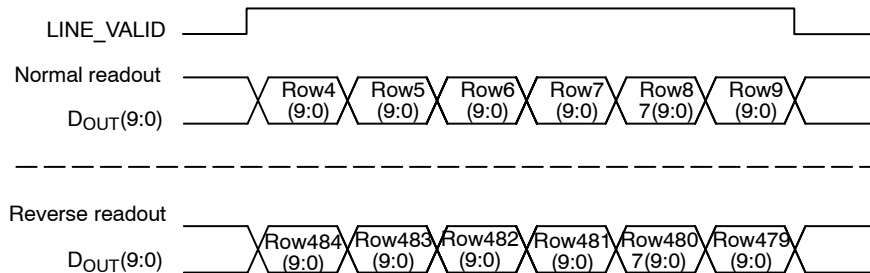 LINE_VALID
Normal readout
Row4 Row5 Row6 Row7 Row8 Row9
(9:0) (9:0) (9:0) (9:0) 7(9:0) (9:0)
DOUT(9:0)
Reverse readout
Row484 Row483 Row482 Row481 Row480 Row479
(9:0) (9:0) (9:0) (9:0) 7(9:0) (9:0)
DOUT(9:0)